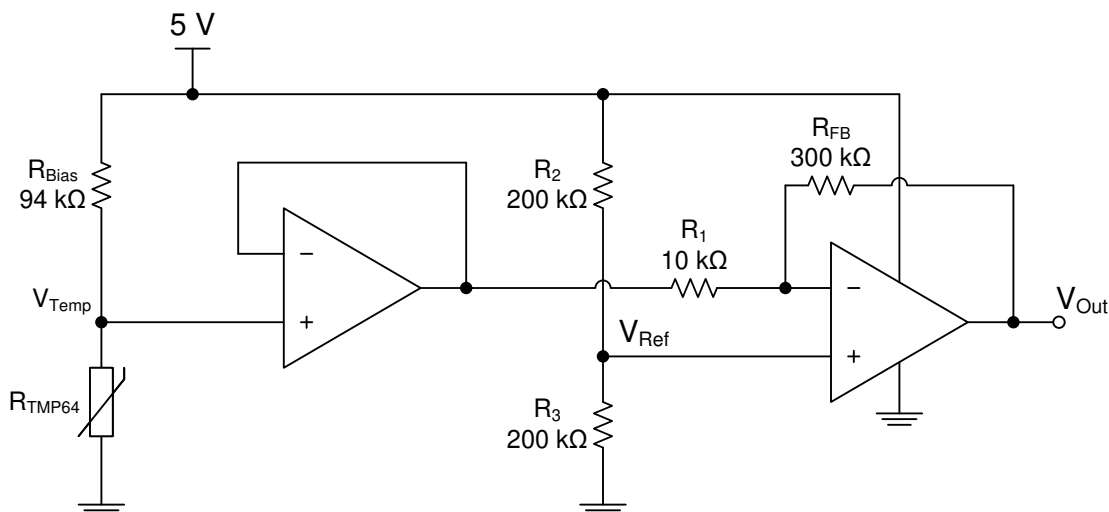 5 V
R_Bias
94 kΩ
V_Temp
R_TMP64
−
+
R_2
200 kΩ
R_1
10 kΩ
V_Ref
R_3
200 kΩ
R_FB
300 kΩ
−
+
V_Out